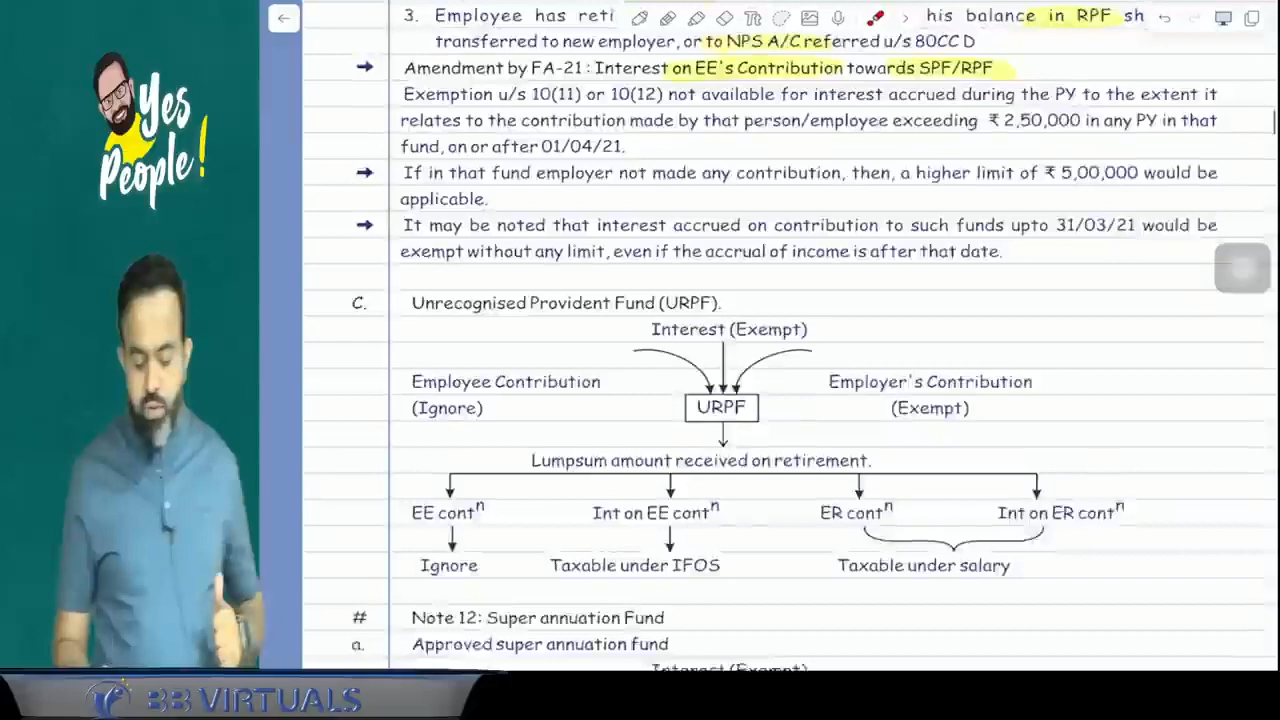 3. Employee has reti his balance in RPF sh
transferred to new employer, or to NPS A/C referred u/s 80CC D
→ Amendment by FA-21: Interest on EE's Contribution towards SPF/RPF
Exemption u/s 10(11) or 10(12) not available for interest accrued during the PY to the extent it
relates to the contribution made by that person/employee exceeding ₹ 2,50,000 in any PY in that
fund, on or after 01/04/21.
→ If in that fund employer not made any contribution, then, a higher limit of ₹ 5,00,000 would be
applicable.
→ It may be noted that interest accrued on contribution to such funds upto 31/03/21 would be
exempt without any limit, even if the accrual of income is after that date.
C. Unrecognised Provident Fund (URPF).
Interest (Exempt)
Employee Contribution Employer's Contribution
(Ignore) URPF (Exempt)
Lumpsum amount received on retirement.
EE contⁿ Int on EE contⁿ ER contⁿ Int on ER contⁿ
Ignore Taxable under IFOS Taxable under salary
# Note 12: Super annuation Fund
a. Approved super annuation fund
Interest (Exempt)
Yes
People!
BB VIRTUALS